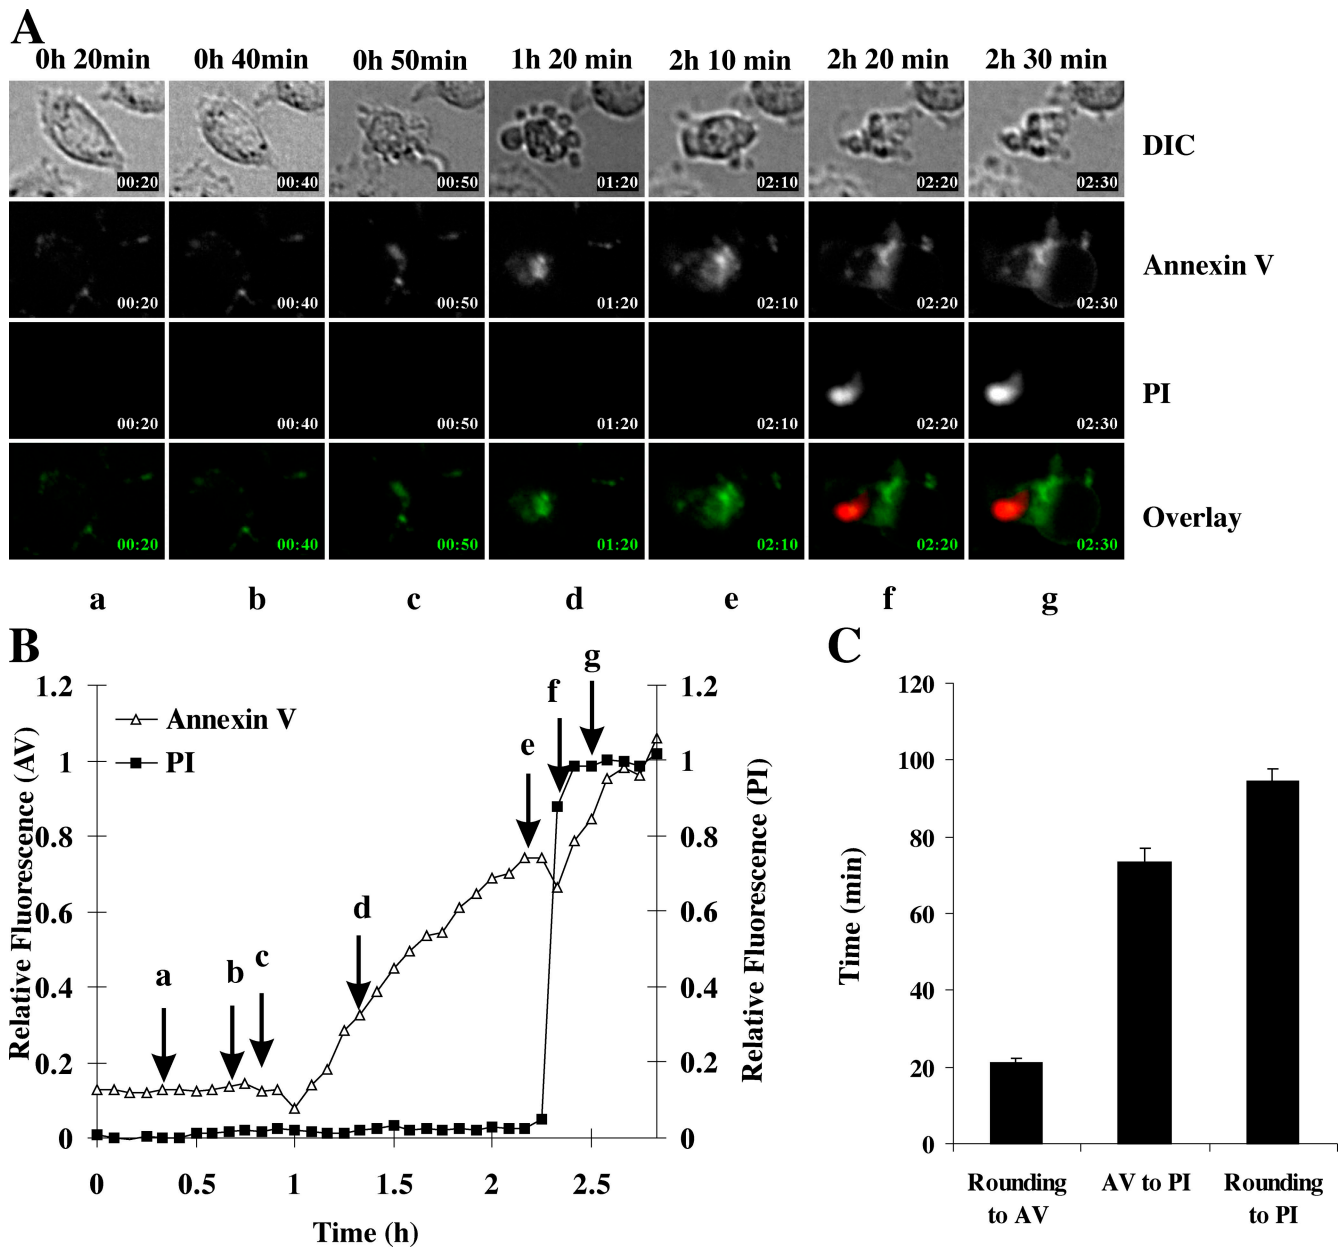 A
0h 20min 0h 40min 0h 50min 1h 20 min 2h 10 min 2h 20 min 2h 30 min
00:20 00:40 00:50 01:20 02:10 02:20 02:30 DIC
00:20 00:40 00:50 01:20 02:10 02:20 02:30 Annexin V
00:20 00:40 00:50 01:20 02:10 02:20 02:30 PI
00:20 00:40 00:50 01:20 02:10 02:20 02:30 Overlay
a b c d e f g
B
Relative Fluorescence (AV)
1.2
1
0.8
0.6
0.4
0.2
0
Annexin V
PI
a
b
c
d
e
f
g
1.2
1
0.8
0.6
0.4
0.2
0
Relative Fluorescence (PI)
0 0.5 1 1.5 2 2.5
Time (h)
C
Time (min)
120
100
80
60
40
20
0
Rounding AV to PI Rounding
to AV to PI